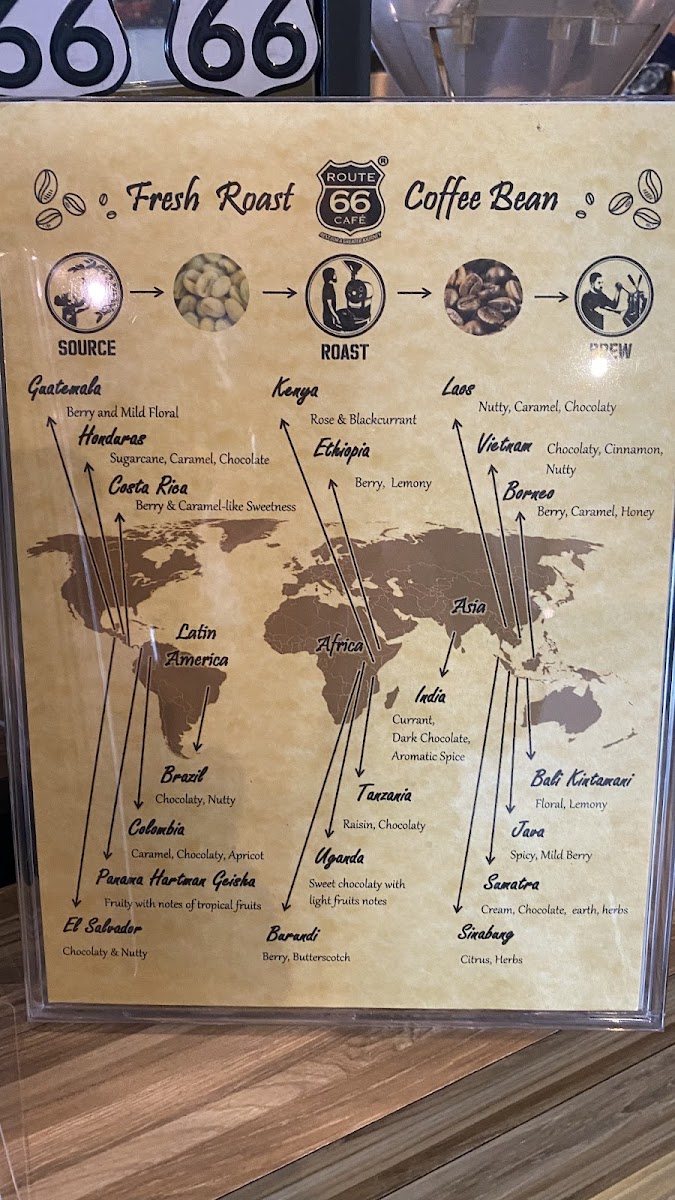 66
66
Fresh Roast
ROUTE
66
CAFÉ
®
Coffee Bean
SOURCE
ROAST
BREW
Guatemala
Berry and Mild Floral
Honduras
Sugarcane, Caramel, Chocolate
Costa Rica
Berry & Caramel-like Sweetness
Kenya
Rose & Blackcurrant
Ethiopia
Berry, Lemony
Laos
Nutty, Caramel, Chocolaty
Vietnam
Chocolaty, Cinnamon,
Nutty
Borneo
Berry, Caramel, Honey
Latin
America
Africa
Asia
India
Currant,
Dark Chocolate,
Aromatic Spice
Brazil
Chocolaty, Nutty
Colombia
Caramel, Chocolaty, Apricot
Panama Hartman Geisha
Fruity with notes of tropical fruits
El Salvador
Chocolaty & Nutty
Tanzania
Raisin, Chocolaty
Uganda
Sweet chocolaty with
light fruits notes
Burundi
Berry, Butterscotch
Bali Kintamani
Floral, Lemony
Java
Spicy, Mild Berry
Sumatra
Cream, Chocolate, earth, herbs
Sinabung
Citrus, Herbs